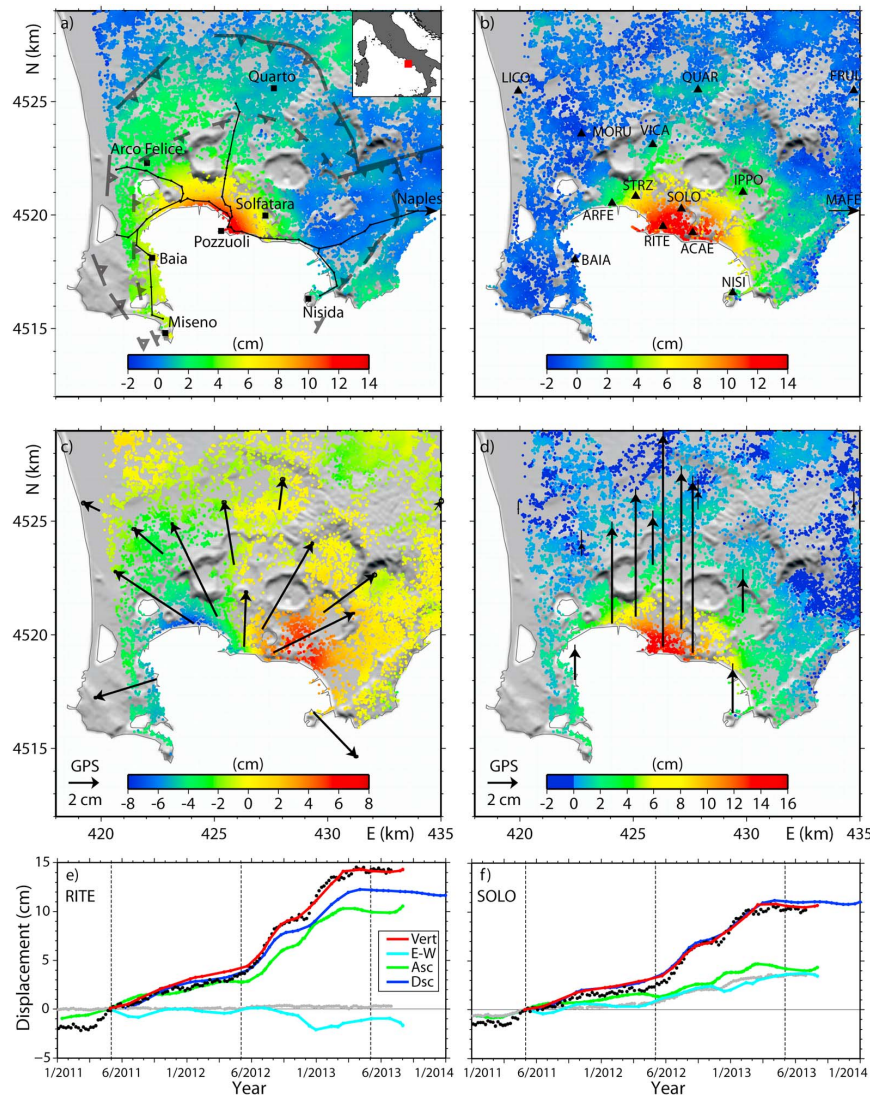 a)
N (km)
4525
4520
4515
Quarto
Arco Felice
Solfatara
Naples
Pozzuoli
Baia
Nisida
Miseno
(cm)
-2 0 2 4 6 8 10 12 14
b)
LICO
QUAR
FRUL
MORU
VICA
STRZ
SOLO
IPPO
ARFE
MAFE
RITE
ACAE
BAIA
NISI
(cm)
-2 0 2 4 6 8 10 12 14
c)
N (km)
4525
4520
4515
GPS
2 cm
(cm)
-8 -6 -4 -2 0 2 4 6 8
420 425 430 E (km) 435
d)
GPS
2 cm
(cm)
-2 0 2 4 6 8 10 12 14 16
420 425 430 E (km) 435
e)
RITE
Displacement (cm)
15
10
5
0
-5
Vert
E-W
Asc
Dsc
1/2011 6/2011 1/2012 6/2012 1/2013 6/2013 1/2014
Year
f)
SOLO
1/2011 6/2011 1/2012 6/2012 1/2013 6/2013 1/2014
Year